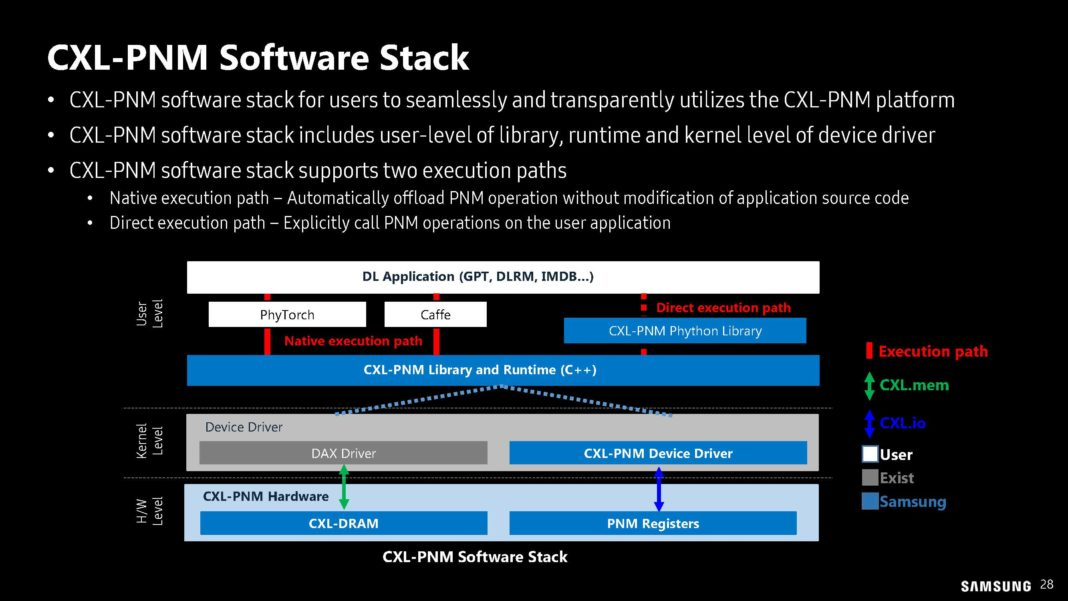 CXL-PNM Software Stack
• CXL-PNM software stack for users to seamlessly and transparently utilizes the CXL-PNM platform
• CXL-PNM software stack includes user-level of library, runtime and kernel level of device driver
• CXL-PNM software stack supports two execution paths
• Native execution path – Automatically offload PNM operation without modification of application source code
• Direct execution path – Explicitly call PNM operations on the user application
User Level
DL Application (GPT, DLRM, IMDB...)
PhyTorch
Caffe
Direct execution path
CXL-PNM Phython Library
Native execution path
CXL-PNM Library and Runtime (C++)
Kernel Level
Device Driver
DAX Driver
CXL-PNM Device Driver
H/W Level
CXL-PNM Hardware
CXL-DRAM
PNM Registers
Execution path
CXL.mem
CXL.io
User
Exist
Samsung
CXL-PNM Software Stack
SAMSUNG 28